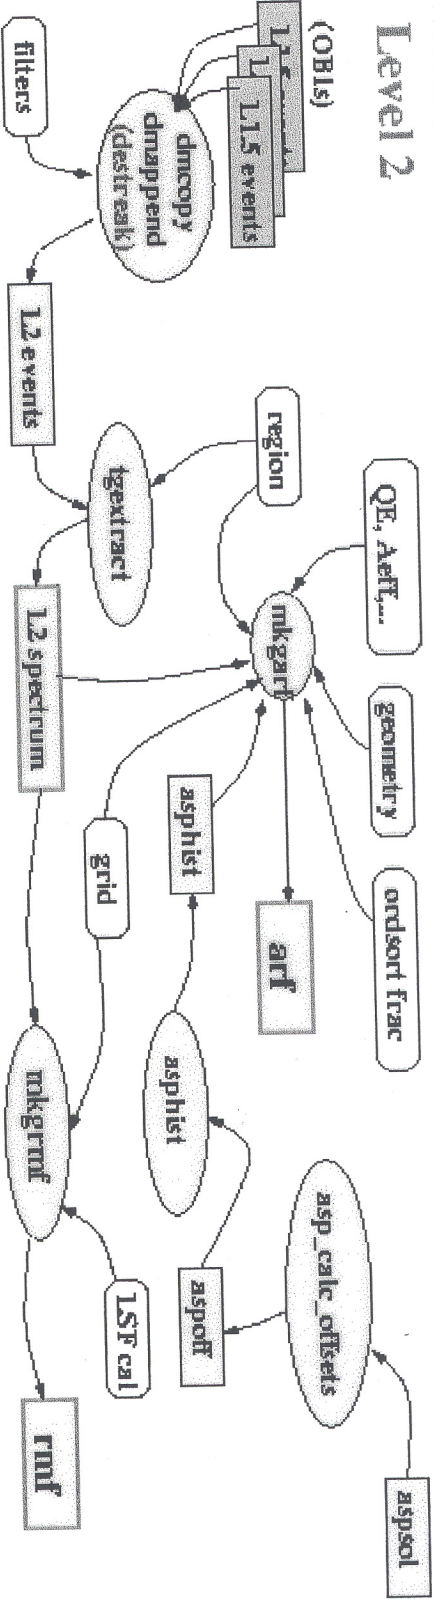 Level 2
(OBIs)
L1.5 events
filters
dmcopy
dmappend
(destreak)
L2 events
region
tgextract
QE, Aeff,...
mkgarf
L2 spectrum
geometry
asphist
grid
ordsort frac
arf
asphist
mkgrmf
asp_calc_offsets
aspoff
LSF cal
rmf
aspsol